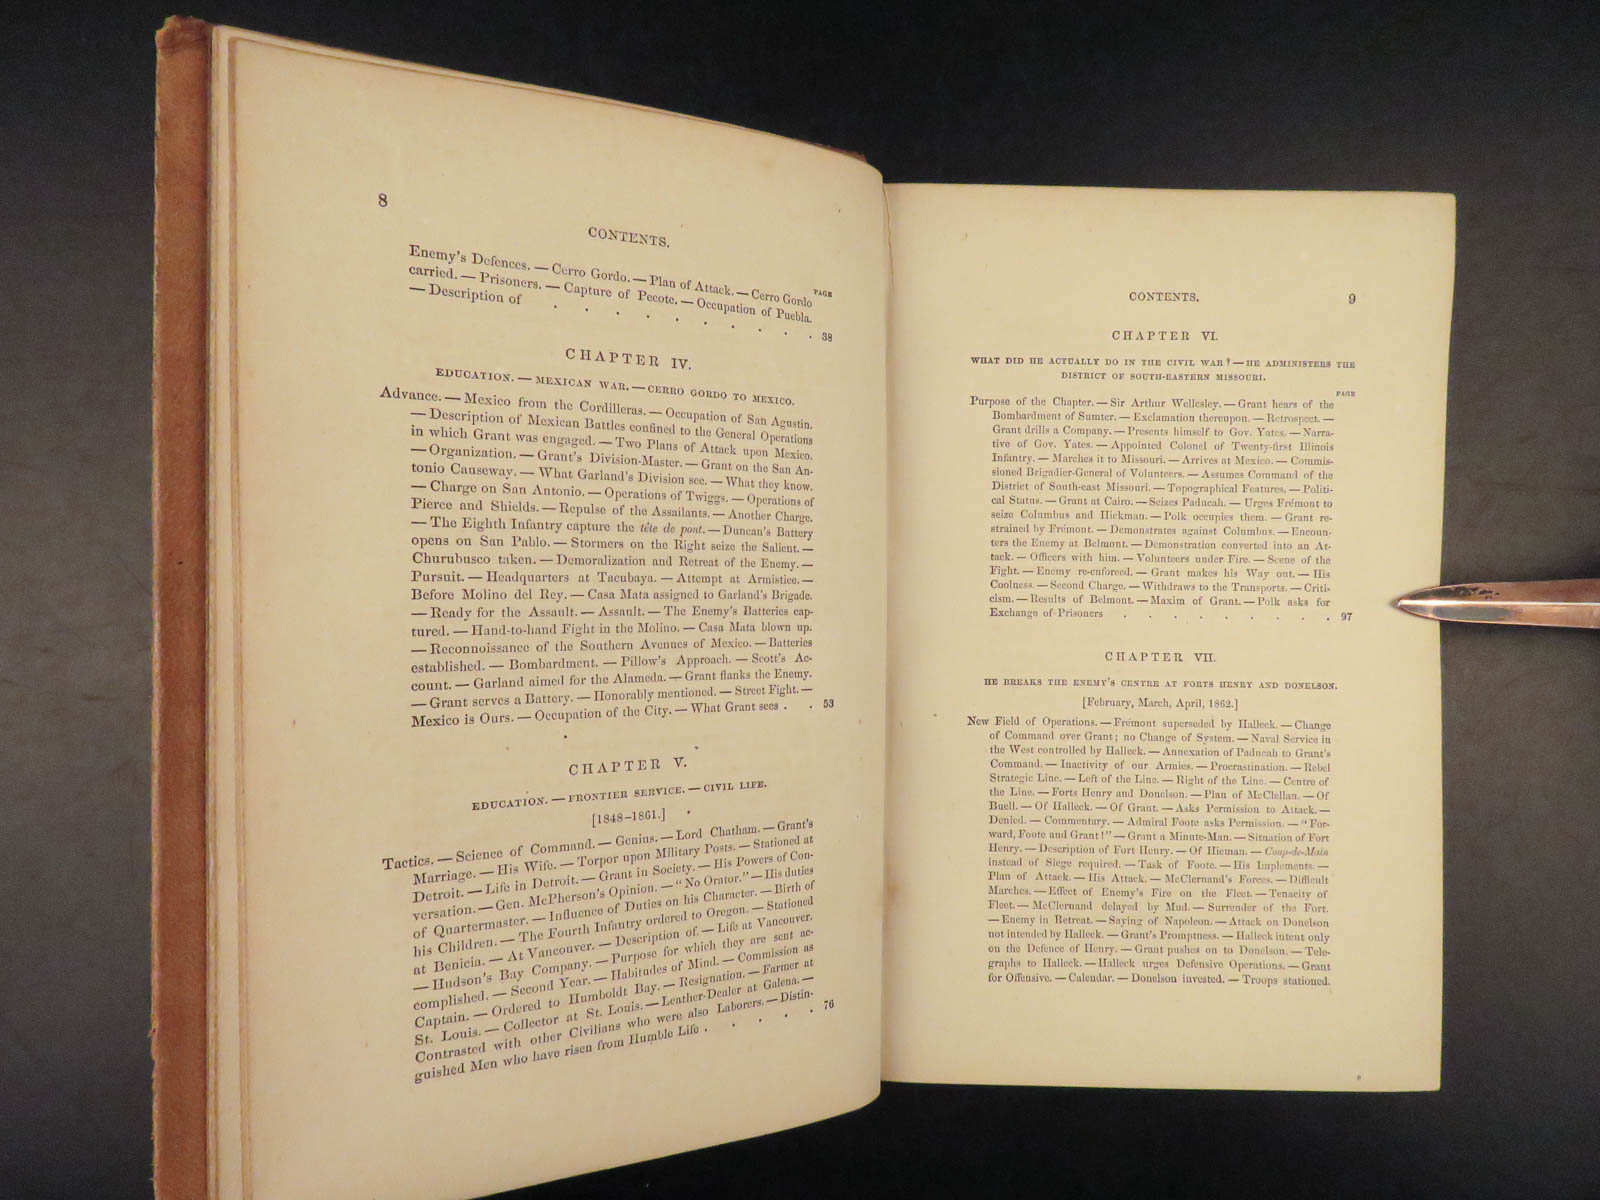 8
CONTENTS.
PAGE
Enemy's Defences. — Cerro Gordo. — Plan of Attack. — Cerro Gordo
carried. — Prisoners. — Capture of Pecote. — Occupation of Puebla.
— Description of . . . . . . . . . 38
CHAPTER IV.
EDUCATION. — MEXICAN WAR. — CERRO GORDO TO MEXICO.
Advance. — Mexico from the Cordilleras. — Occupation of San Agustin.
— Description of Mexican Battles confined to the General Operations
in which Grant was engaged. — Two Plans of Attack upon Mexico.
— Organization. — Grant's Division-Master. — Grant on the San An-
tonio Causeway. — What Garland's Division see. — What they know.
— Charge on San Antonio. — Operations of Twiggs. — Operations of
Pierce and Shields. — Repulse of the Assailants. — Another Charge.
— The Eighth Infantry capture the tête de pont. — Duncan's Battery
opens on San Pablo. — Stormers on the Right seize the Salient. —
Churubusco taken. — Demoralization and Retreat of the Enemy. —
Pursuit. — Headquarters at Tacubaya. — Attempt at Armistice. —
Before Molino del Rey. — Casa Mata assigned to Garland's Brigade.
— Ready for the Assault. — Assault. — The Enemy's Batteries cap-
tured. — Hand-to-hand Fight in the Molino. — Casa Mata blown up.
— Reconnoissance of the Southern Avenues of Mexico. — Batteries
established. — Bombardment. — Pillow's Approach. — Scott's Ac-
count. — Garland aimed for the Alameda. — Grant flanks the Enemy.
— Grant serves a Battery. — Honorably mentioned. — Street Fight. —
Mexico is Ours. — Occupation of the City. — What Grant sees . . 53
CHAPTER V.
EDUCATION. — FRONTIER SERVICE. — CIVIL LIFE.
[1848-1861.]
Tactics. — Science of Command. — Genius. — Lord Chatham. — Grant's
Marriage. — His Wife. — Torpor upon Military Posts. — Stationed at
Detroit. — Life in Detroit. — Grant in Society. — His Powers of Con-
versation. — Gen. McPherson's Opinion. — "No Orator." — His duties
of Quartermaster. — Influence of Duties on his Character. — Birth of
his Children. — The Fourth Infantry ordered to Oregon. — Stationed
at Benicia. — At Vancouver. — Description of. — Life at Vancouver.
— Hudson's Bay Company. — Purpose for which they are sent ac-
complished. — Second Year. — Habitudes of Mind. — Commission as
Captain. — Ordered to Humboldt Bay. — Resignation. — Farmer at
St. Louis. — Collector at St. Louis. — Leather-Dealer at Galena. —
Contrasted with other Civilians who were also Laborers. — Distin-
guished Men who have risen from Humble Life . . . . . 76
CONTENTS. 9
CHAPTER VI.
WHAT DID HE ACTUALLY DO IN THE CIVIL WAR? — HE ADMINISTERS THE
DISTRICT OF SOUTH-EASTERN MISSOURI.
PAGE
Purpose of the Chapter. — Sir Arthur Wellesley. — Grant hears of the
Bombardment of Sumter. — Exclamation thereupon. — Retrospect. —
Grant drills a Company. — Presents himself to Gov. Yates. — Narra-
tive of Gov. Yates. — Appointed Colonel of Twenty-first Illinois
Infantry. — Marches it to Missouri. — Arrives at Mexico. — Commis-
sioned Brigadier-General of Volunteers. — Assumes Command of the
District of South-east Missouri. — Topographical Features. — Politi-
cal Status. — Grant at Cairo. — Seizes Paducah. — Urges Frémont to
seize Columbus and Hickman. — Polk occupies them. — Grant re-
strained by Frémont. — Demonstrates against Columbus. — Encoun-
ters the Enemy at Belmont. — Demonstration converted into an At-
tack. — Officers with him. — Volunteers under Fire. — Scene of the
Fight. — Enemy re-enforced. — Grant makes his Way out. — His
Coolness. — Second Charge. — Withdraws to the Transports. — Criti-
cism. — Results of Belmont. — Maxim of Grant. — Polk asks for
Exchange of Prisoners . . . . . . . . . 97
CHAPTER VII.
HE BREAKS THE ENEMY'S CENTRE AT FORTS HENRY AND DONELSON.
[February, March, April, 1862.]
New Field of Operations. — Frémont superseded by Halleck. — Change
of Command over Grant; no Change of System. — Naval Service in
the West controlled by Halleck. — Annexation of Paducah to Grant's
Command. — Inactivity of our Armies. — Procrastination. — Rebel
Strategic Line. — Left of the Line. — Right of the Line. — Centre of
the Line. — Forts Henry and Donelson. — Plan of McClellan. — Of
Buell. — Of Halleck. — Of Grant. — Asks Permission to Attack. —
Denied. — Commentary. — Admiral Foote asks Permission. — "For-
ward, Foote and Grant!" — Grant a Minute-Man. — Situation of Fort
Henry. — Description of Fort Henry. — Of Hieman. — Coup-de-Main
instead of Siege required. — Task of Foote. — His Implements. —
Plan of Attack. — His Attack. — McClernand's Forces. — Difficult
Marches. — Effect of Enemy's Fire on the Fleet. — Tenacity of
Fleet. — McClernand delayed by Mud. — Surrender of the Fort.
— Enemy in Retreat. — Saying of Napoleon. — Attack on Donelson
not intended by Halleck. — Grant's Promptness. — Halleck intent only
on the Defence of Henry. — Grant pushes on to Donelson. — Tele-
graphs to Halleck. — Halleck urges Defensive Operations. — Grant
for Offensive. — Calendar. — Donelson invested. — Troops stationed.